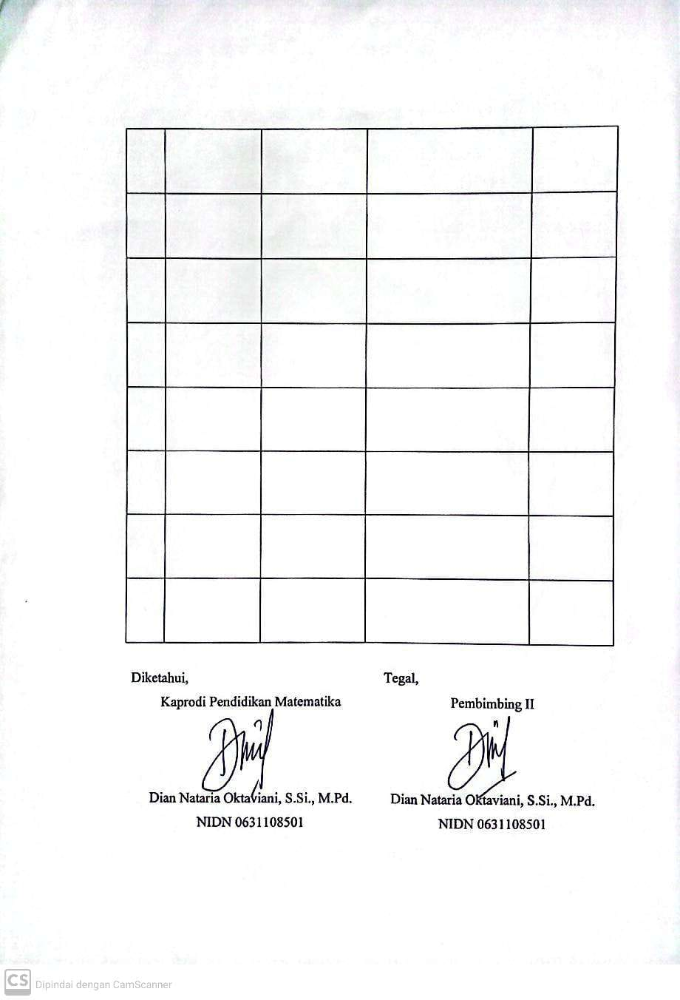 Diketahui,
Tegal,
Kaprodi Pendidikan Matematika
Pembimbing II
Dian Nataria Oktaviani, S.Si., M.Pd.
Dian Nataria Oktaviani, S.Si., M.Pd.
NIDN 0631108501
NIDN 0631108501
CS Dipindai dengan CamScanner